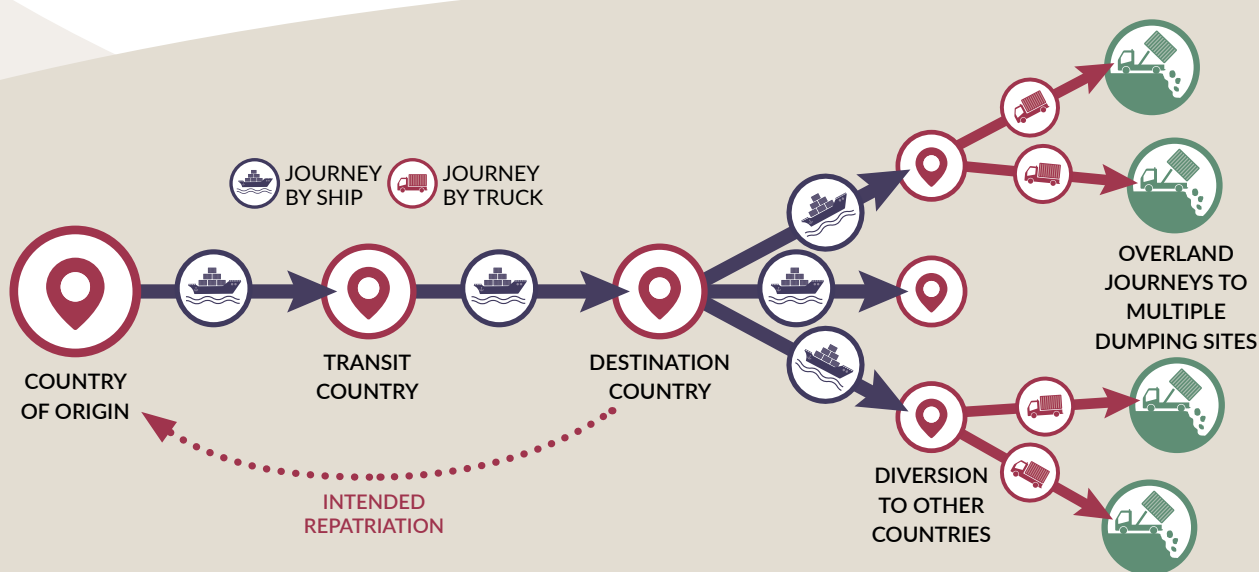 JOURNEY
BY SHIP
JOURNEY
BY TRUCK
COUNTRY
OF ORIGIN
TRANSIT
COUNTRY
DESTINATION
COUNTRY
INTENDED
REPATRIATION
DIVERSION
TO OTHER
COUNTRIES
OVERLAND
JOURNEYS TO
MULTIPLE
DUMPING SITES